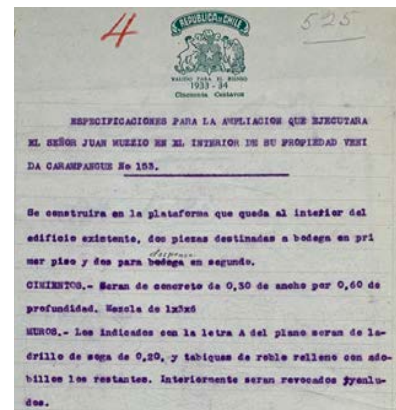 4
525
REPUBLICA DE CHILE
VALIDO PARA EL BIENIO
1933 - 34
Cincuenta Centavos
ESPECIFICACIONES PARA LA AMPLIACION QUE EJECUTARA
EL SEÑOR JUAN MUZZIO EN EL INTERIOR DE SU PROPIEDAD VENI
DA CARAMPANGUE No 153.
Se construira en la plataforma que queda al interior del
edificio existente, dos piezas destinadas a bodega en pri
despensa
mer piso y dos para bodega en segundo.
CIMIENTOS.- Seran de concreto de 0,30 de ancho por 0,60 de
profundidad. Mezcla de 1x3x6
MUROS.- Los indicados con la letra A del plano seran de la-
drillo de soga de 0,20, y tabiques de roble relleno con ado-
billos los restantes. Interiormente seran revocados yenlu-
dos.